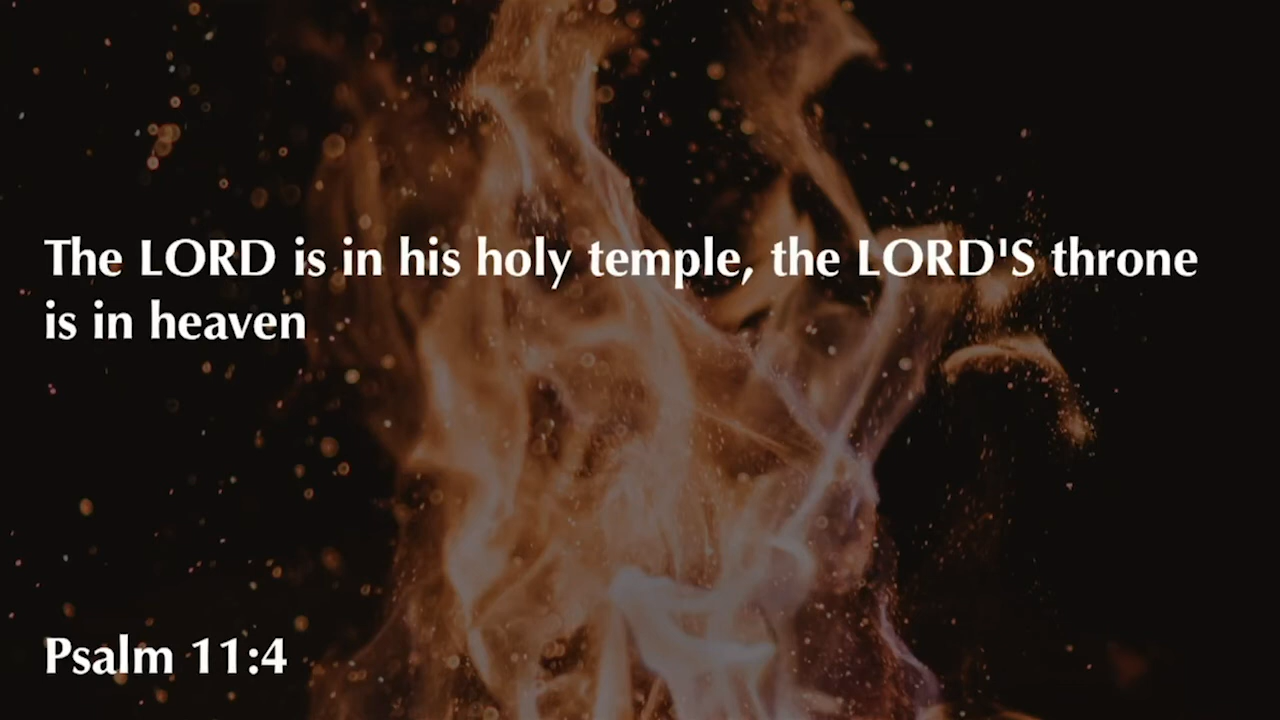 The LORD is in his holy temple, the LORD'S throne
is in heaven
Psalm 11:4